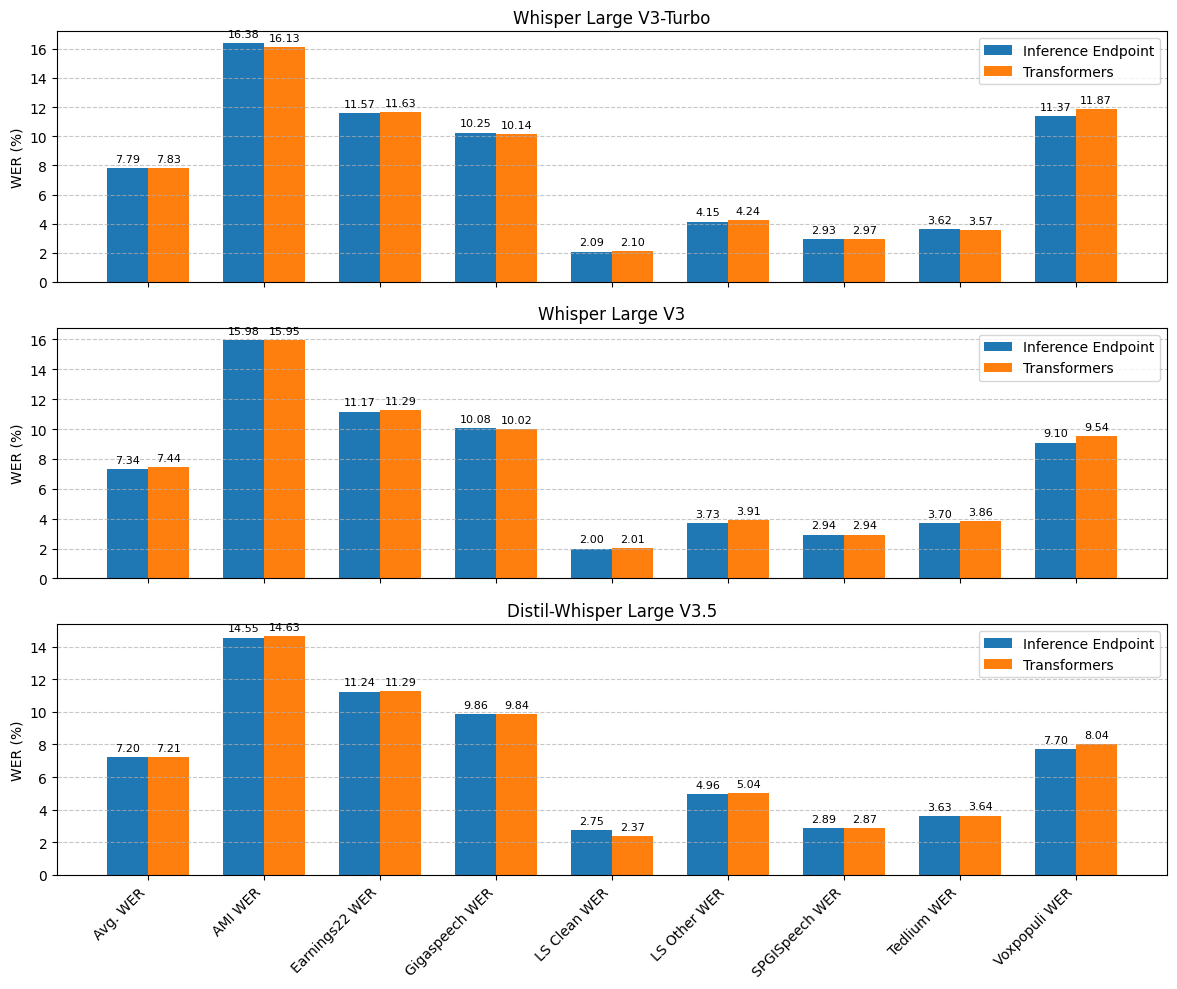 Whisper Large V3-Turbo
WER (%)
16
14
12
10
8
6
4
2
0
7.79 7.83
16.38 16.13
11.57 11.63
10.25 10.14
2.09 2.10
4.15 4.24
2.93 2.97
3.62 3.57
11.37 11.87
Inference Endpoint
Transformers
Whisper Large V3
WER (%)
16
14
12
10
8
6
4
2
0
7.34 7.44
15.98 15.95
11.17 11.29
10.08 10.02
2.00 2.01
3.73 3.91
2.94 2.94
3.70 3.86
9.10 9.54
Inference Endpoint
Transformers
Distil-Whisper Large V3.5
WER (%)
14
12
10
8
6
4
2
0
7.20 7.21
14.55 14.63
11.24 11.29
9.86 9.84
2.75 2.37
4.96 5.04
2.89 2.87
3.63 3.64
7.70 8.04
Inference Endpoint
Transformers
Avg. WER
AMI WER
Earnings22 WER
Gigaspeech WER
LS Clean WER
LS Other WER
SPGISpeech WER
Tedlium WER
Voxpopuli WER